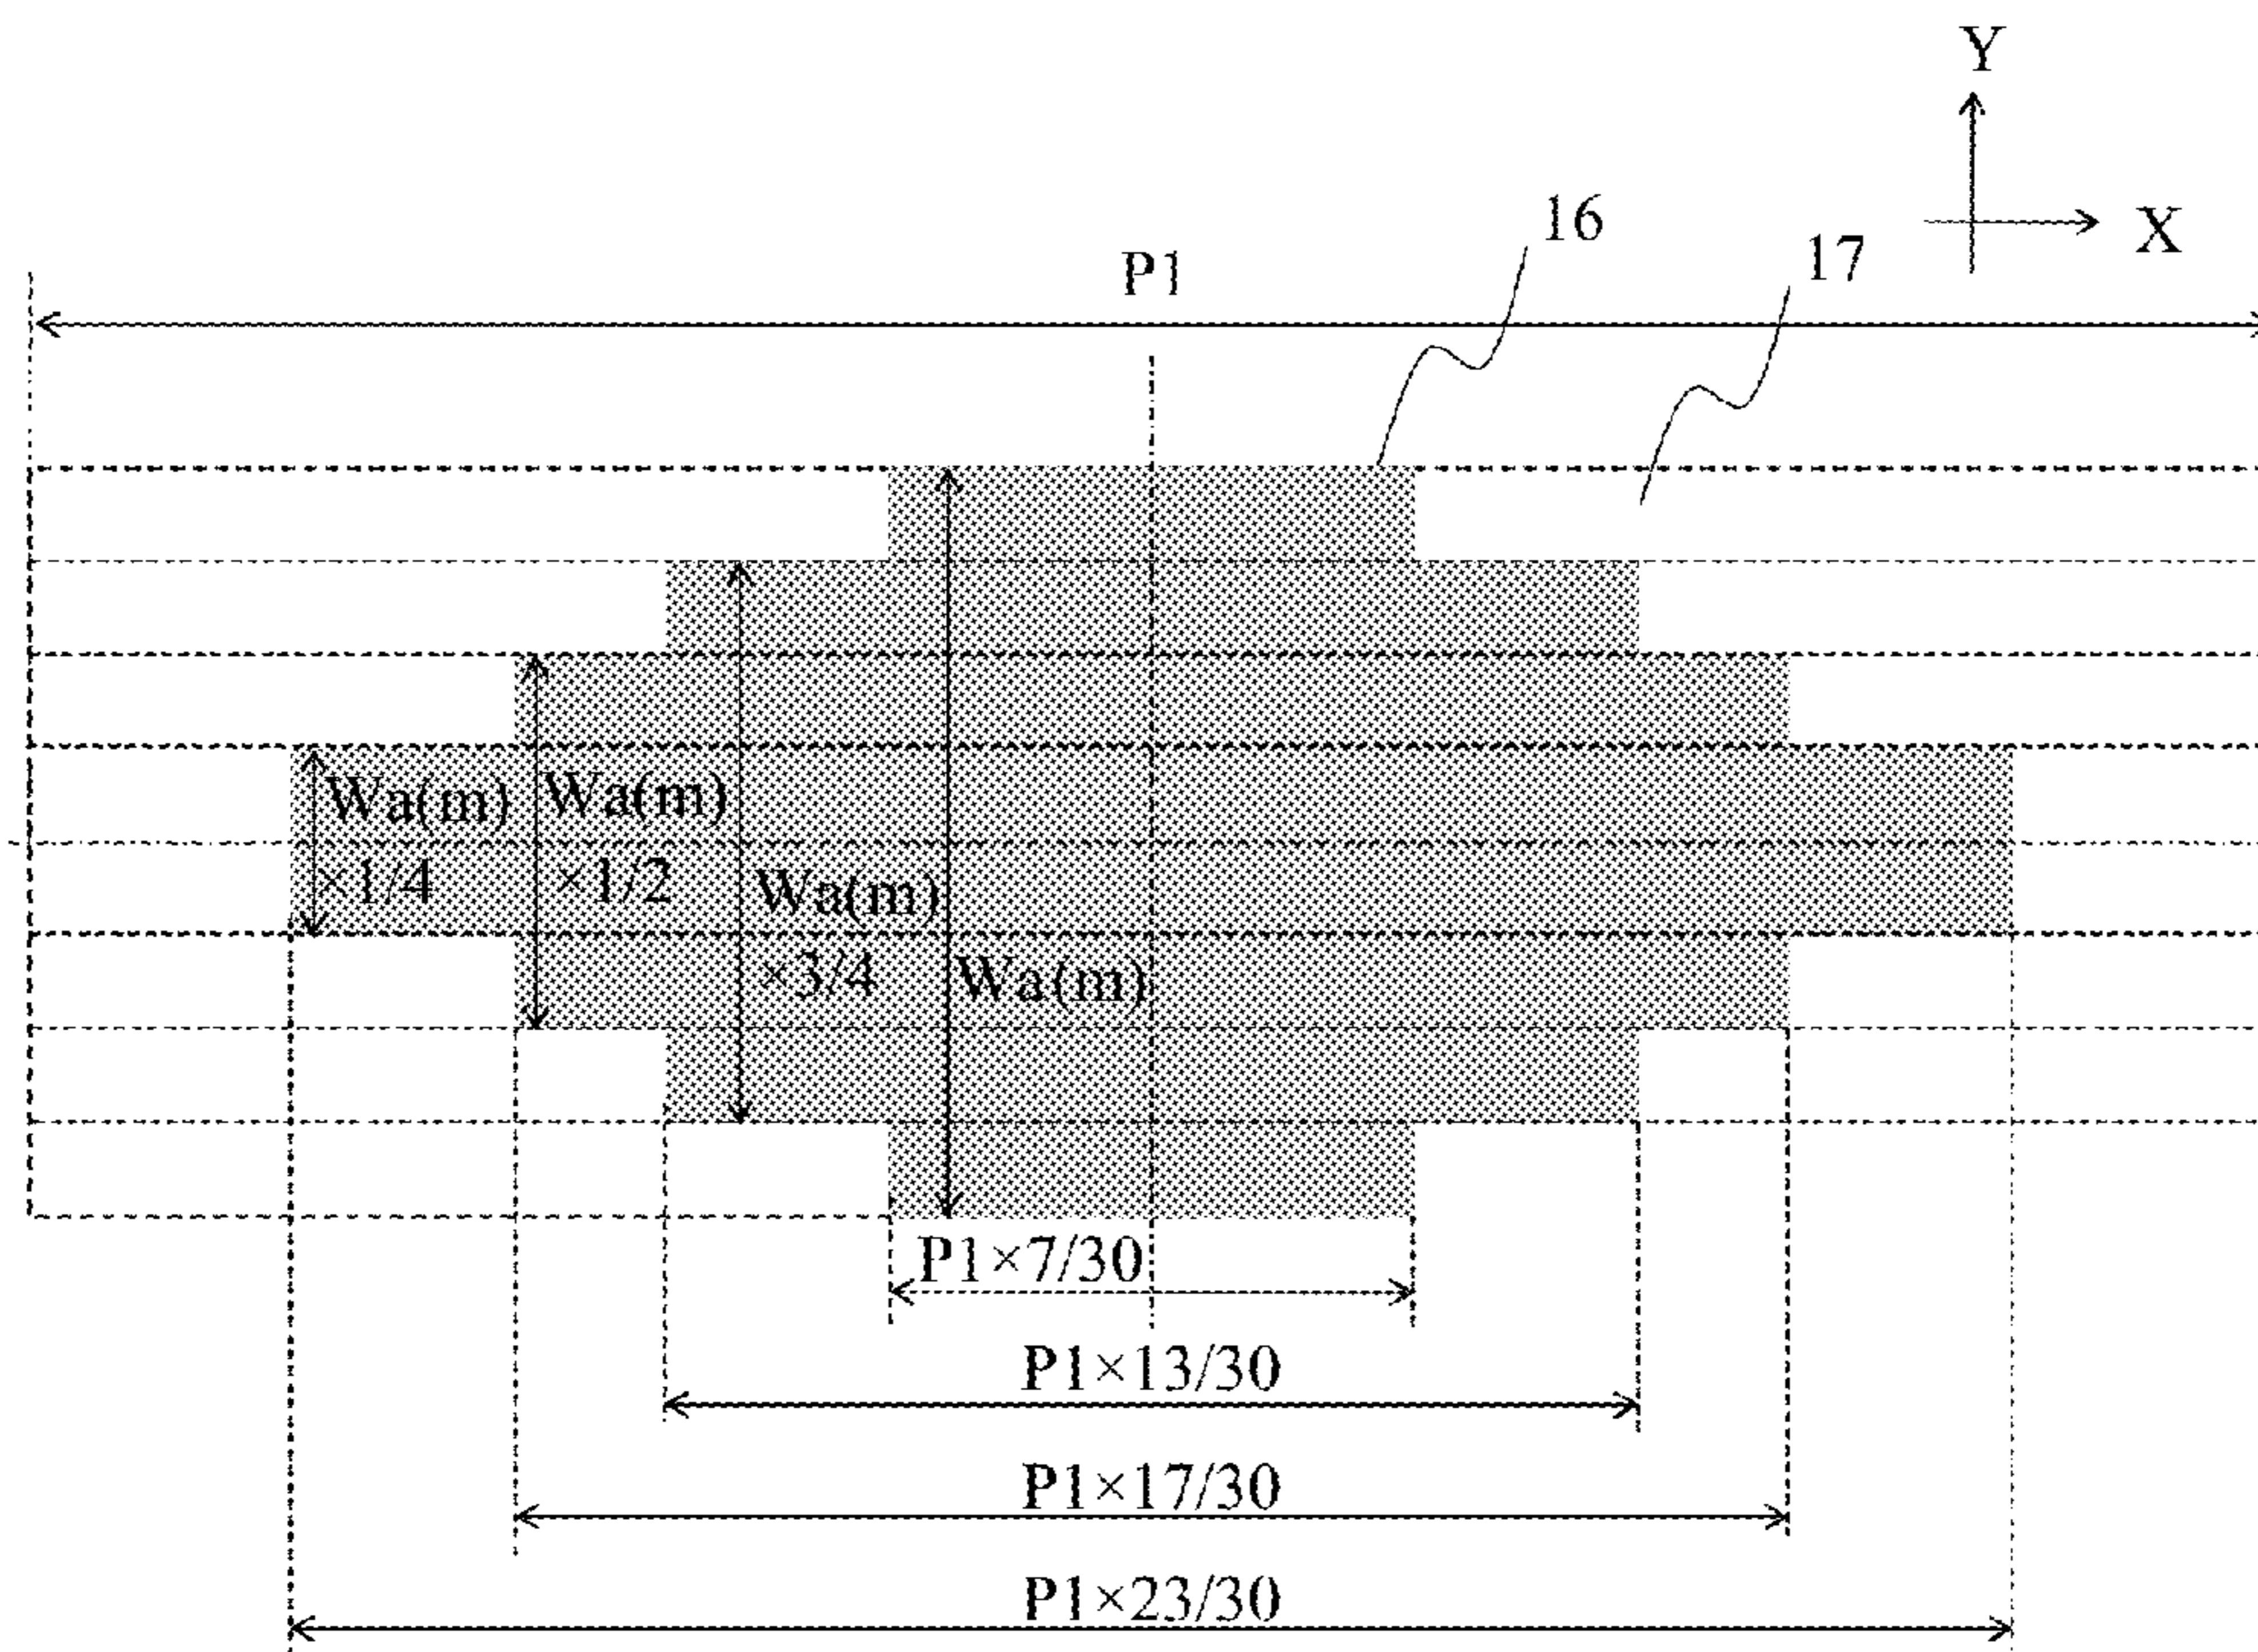 Y
X
16
17
P1
Wa(m)
×1/4
Wa(m)
×1/2
Wa(m)
×3/4
Wa(m)
P1×7/30
P1×13/30
P1×17/30
P1×23/30